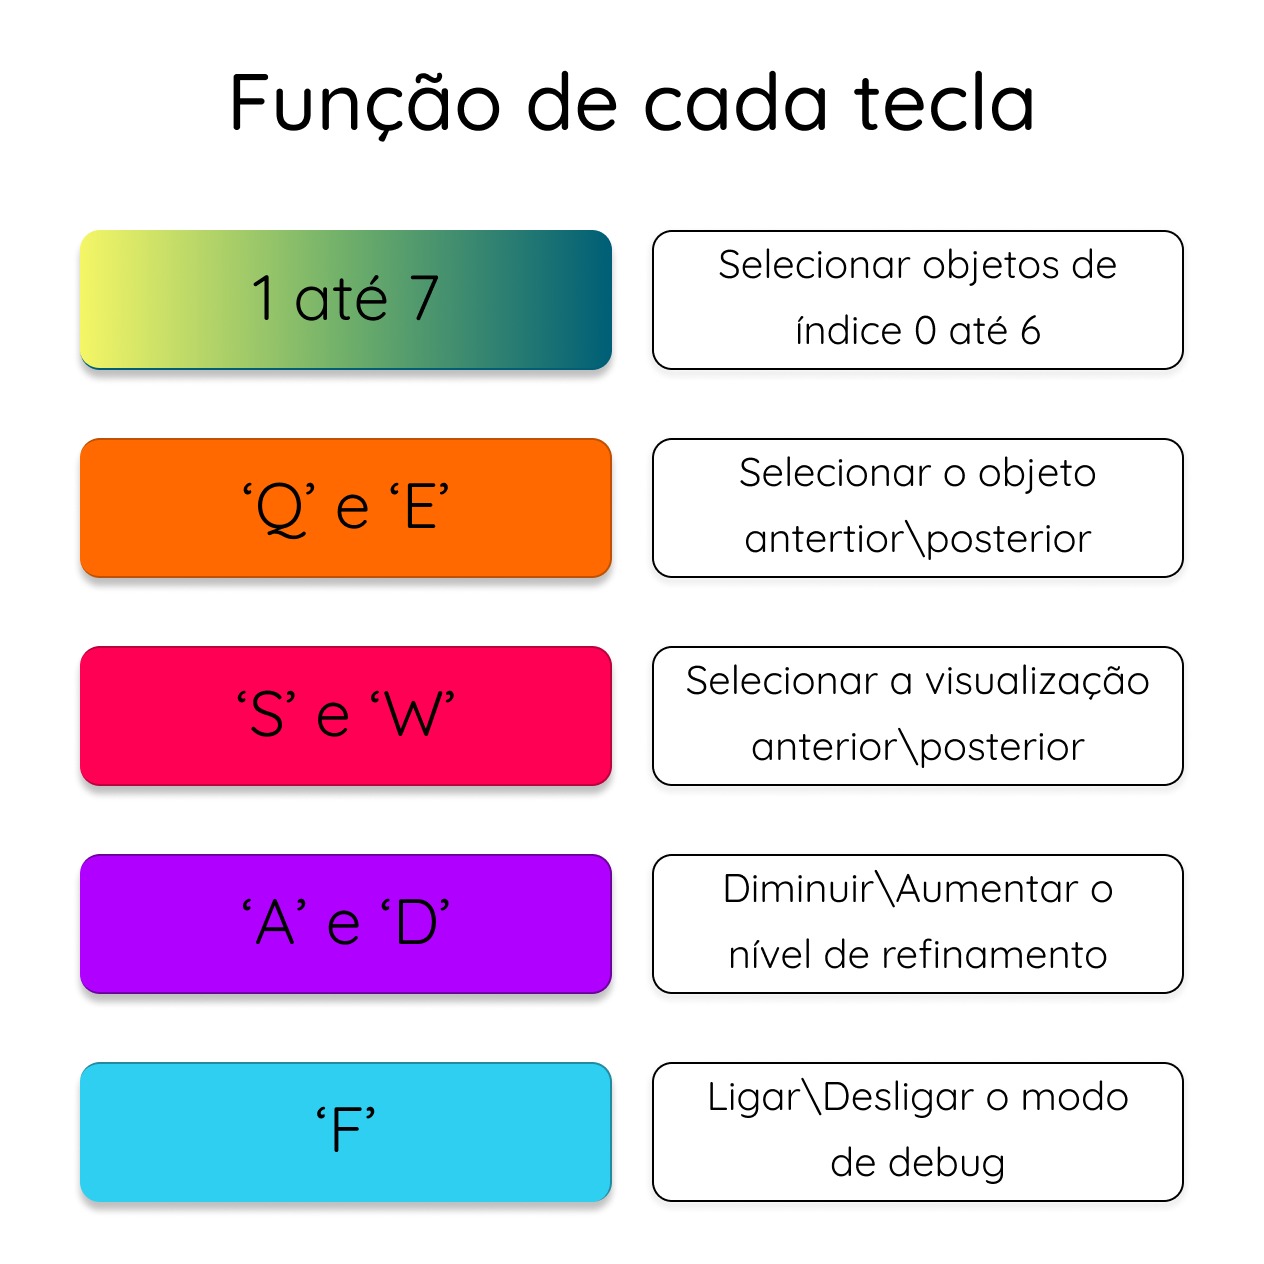 Função de cada tecla
1 até 7
Selecionar objetos de
índice 0 até 6
‘Q’ e ‘E’
Selecionar o objeto
antertior\posterior
‘S’ e ‘W’
Selecionar a visualização
anterior\posterior
‘A’ e ‘D’
Diminuir\Aumentar o
nível de refinamento
‘F’
Ligar\Desligar o modo
de debug